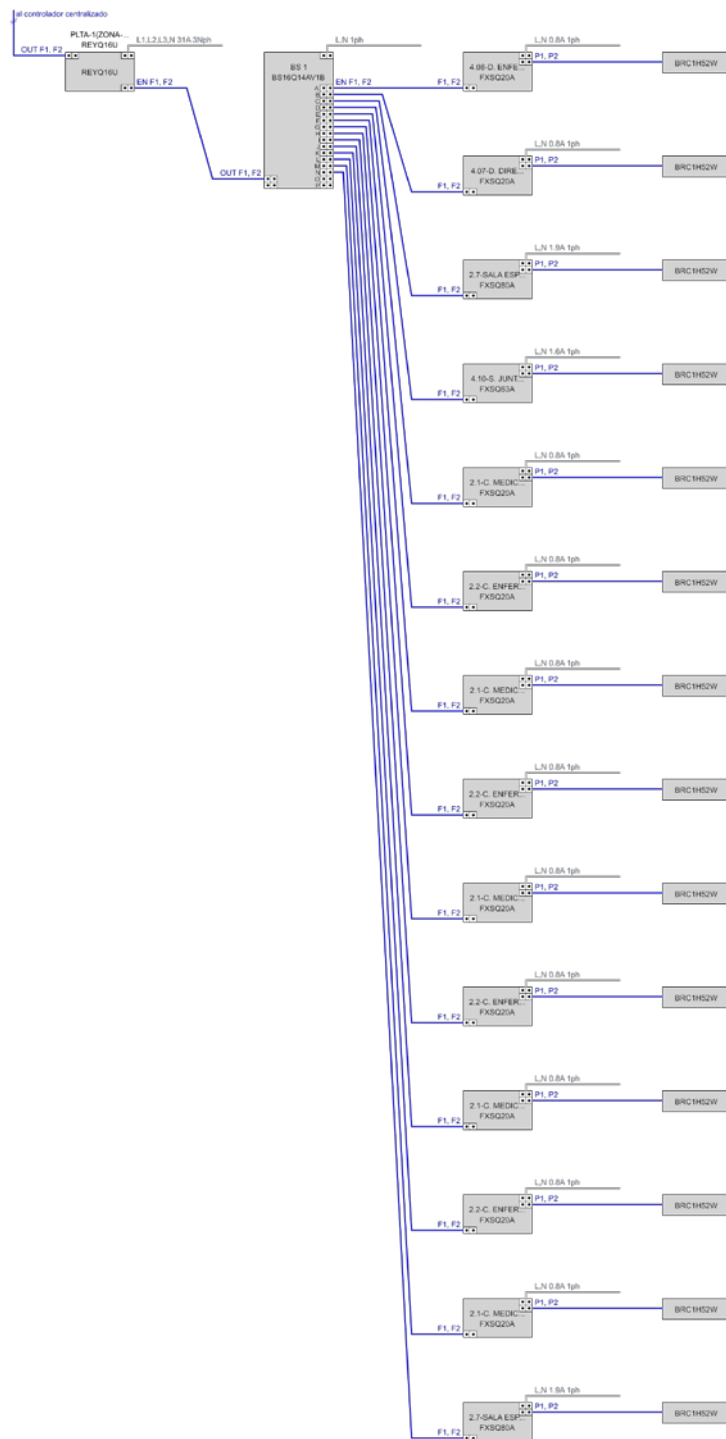 al controlador centralizado
PLTA-1(ZONA-...
REYQ16U
L1,L2,L3,N 31A 3Nph
OUT F1, F2
REYQ16U
EN F1, F2
L,N 1ph
BS 1
BS16Q14AV1B
EN F1, F2
OUT F1, F2
A
B
C
D
E
F
G
H
I
J
K
L
M
N
O
P
L,N 0.8A 1ph
P1, P2
4.08-D. ENFE...
FXSQ20A
F1, F2
BRC1H52W
L,N 0.8A 1ph
P1, P2
4.07-D. DIRE...
FXSQ20A
F1, F2
BRC1H52W
L,N 1.9A 1ph
P1, P2
2.7-SALA ESP...
FXSQ80A
F1, F2
BRC1H52W
L,N 1.6A 1ph
P1, P2
4.10-S. JUNT...
FXSQ63A
F1, F2
BRC1H52W
L,N 0.8A 1ph
P1, P2
2.1-C. MEDIC...
FXSQ20A
F1, F2
BRC1H52W
L,N 0.8A 1ph
P1, P2
2.2-C. ENFER...
FXSQ20A
F1, F2
BRC1H52W
L,N 0.8A 1ph
P1, P2
2.1-C. MEDIC...
FXSQ20A
F1, F2
BRC1H52W
L,N 0.8A 1ph
P1, P2
2.2-C. ENFER...
FXSQ20A
F1, F2
BRC1H52W
L,N 0.8A 1ph
P1, P2
2.1-C. MEDIC...
FXSQ20A
F1, F2
BRC1H52W
L,N 0.8A 1ph
P1, P2
2.2-C. ENFER...
FXSQ20A
F1, F2
BRC1H52W
L,N 0.8A 1ph
P1, P2
2.1-C. MEDIC...
FXSQ20A
F1, F2
BRC1H52W
L,N 0.8A 1ph
P1, P2
2.2-C. ENFER...
FXSQ20A
F1, F2
BRC1H52W
L,N 0.8A 1ph
P1, P2
2.1-C. MEDIC...
FXSQ20A
F1, F2
BRC1H52W
L,N 1.9A 1ph
P1, P2
2.7-SALA ESP...
FXSQ80A
F1, F2
BRC1H52W